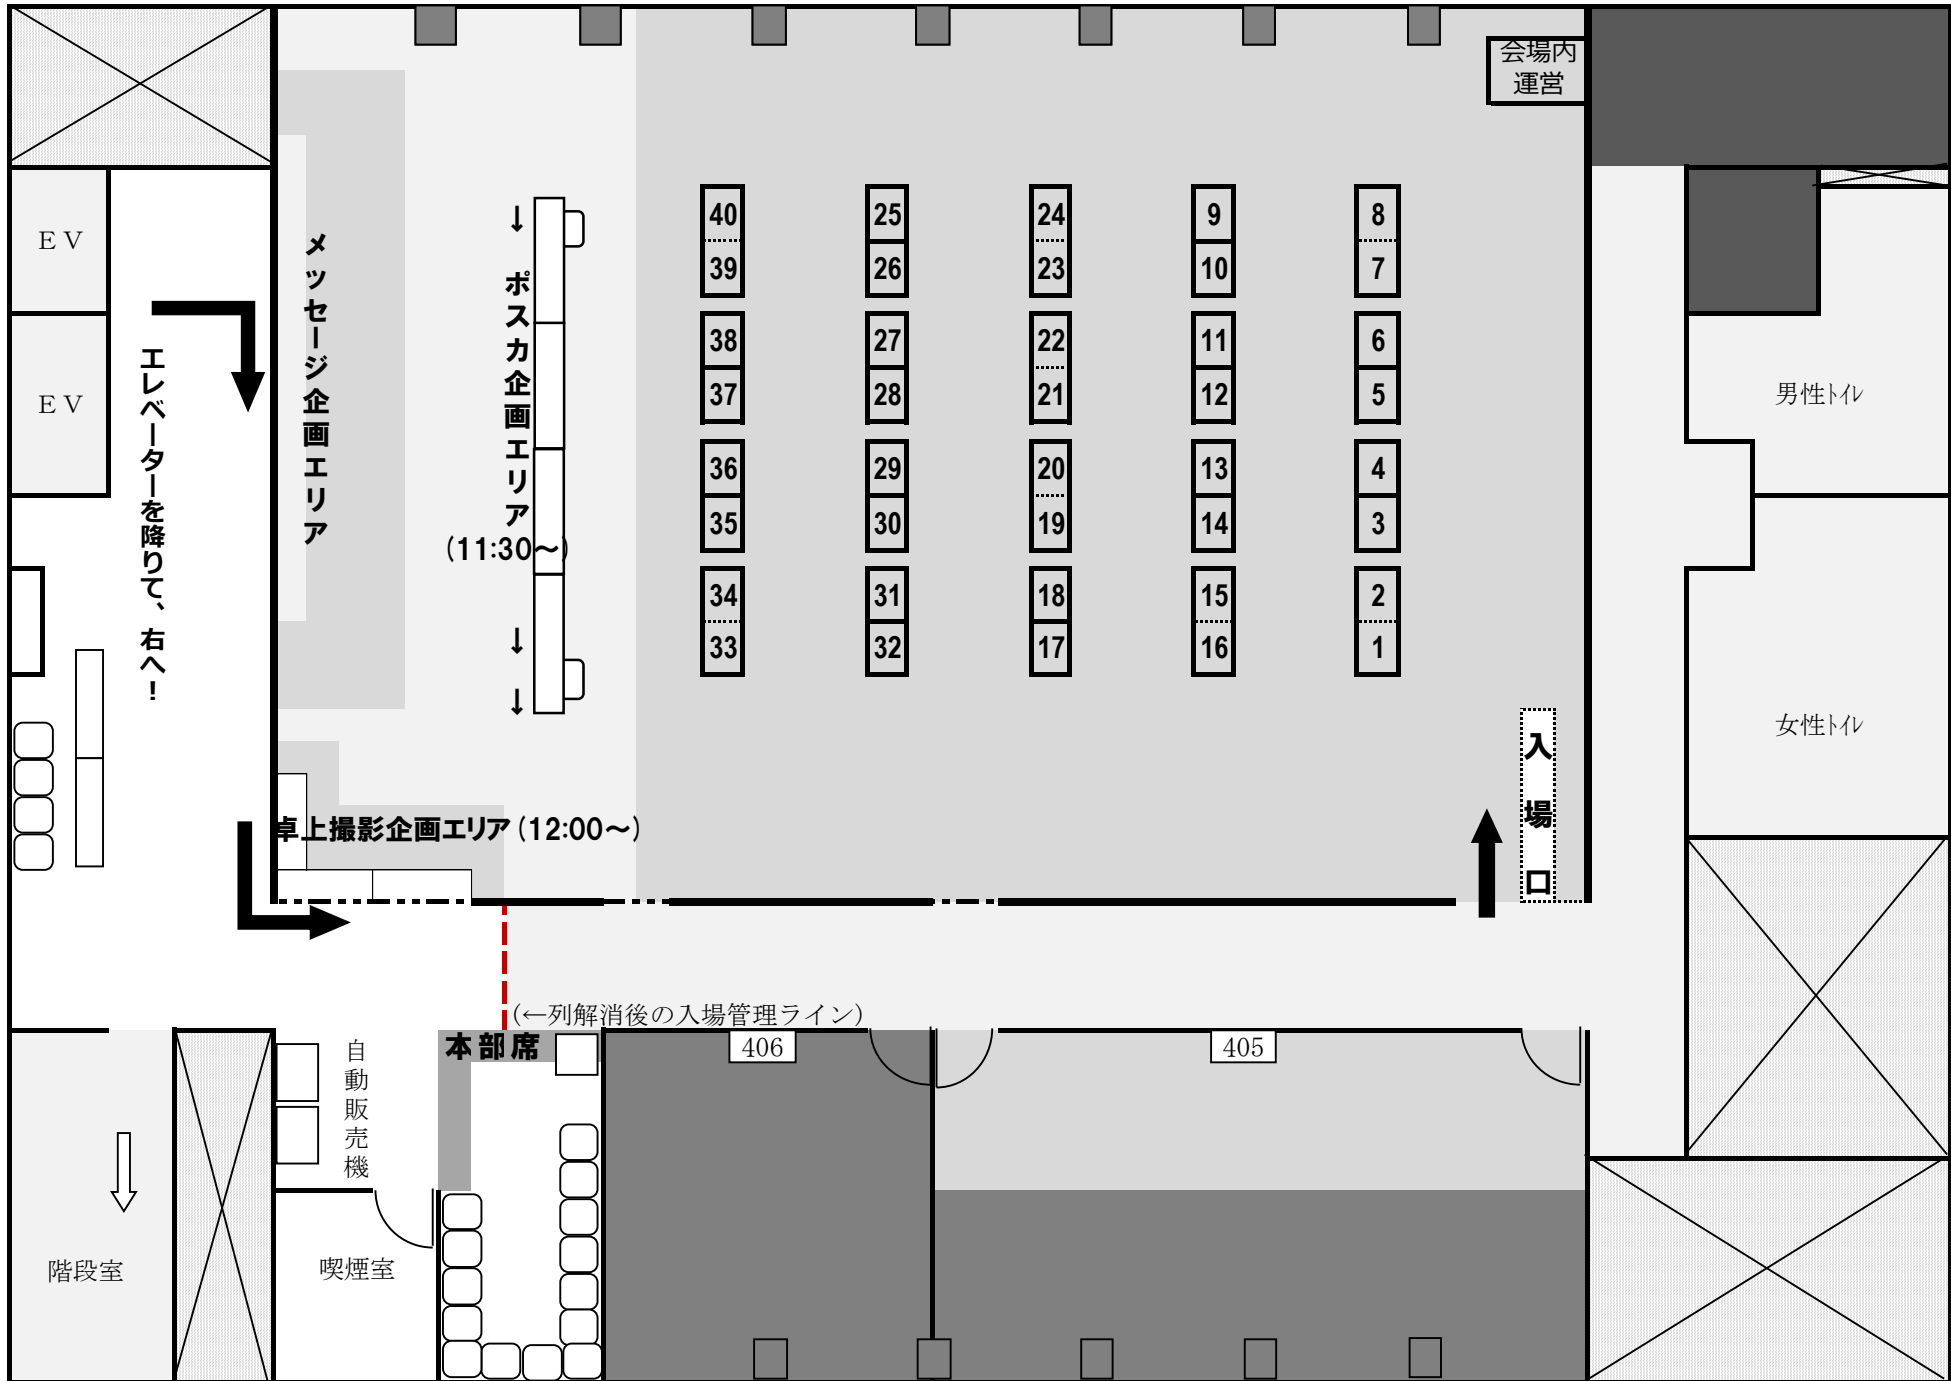 会場内
運営
40 25 24 9 8
39 26 23 10 7
38 27 22 11 6
37 28 21 12 5
36 29 20 13 4
35 30 19 14 3
34 31 18 15 2
33 32 17 16 1
EV
EV
エレベーターを降りて、右へ！
メッセージ企画エリア
↓ ポスカ企画エリア
(11:30～)
↓
↓
男性ﾄｲﾚ
女性ﾄｲﾚ
入場口
卓上撮影企画エリア(12:00～)
(←列解消後の入場管理ライン)
本部席
406
405
自動販売機
階段室
喫煙室